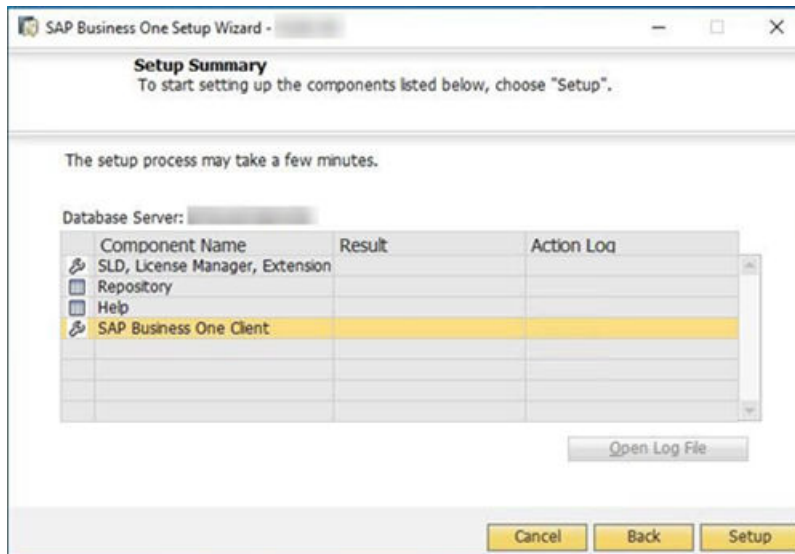 SAP Business One Setup Wizard -
Setup Summary
To start setting up the components listed below, choose "Setup".
The setup process may take a few minutes.
Database Server:
Component Name Result Action Log
SLD, License Manager, Extension
Repository
Help
SAP Business One Client
Open Log File
Cancel Back Setup